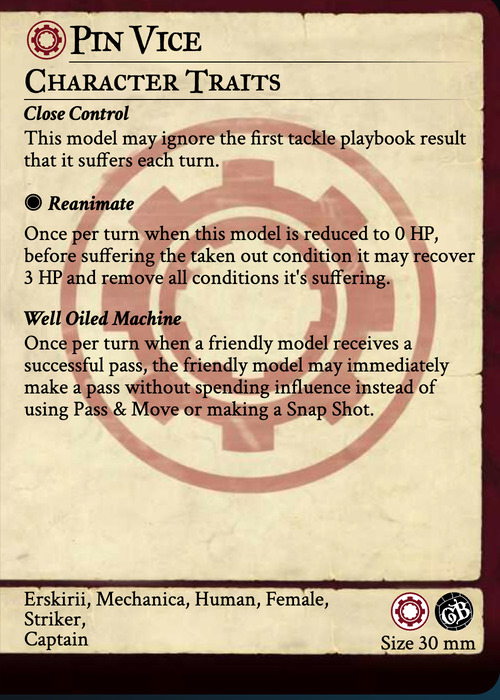 Pin Vice
Character Traits
Close Control
This model may ignore the first tackle playbook result
that it suffers each turn.
Reanimate
Once per turn when this model is reduced to 0 HP,
before suffering the taken out condition it may recover
3 HP and remove all conditions it's suffering.
Well Oiled Machine
Once per turn when a friendly model receives a
successful pass, the friendly model may immediately
make a pass without spending influence instead of
using Pass & Move or making a Snap Shot.
Erskirii, Mechanica, Human, Female,
Striker,
Captain
GB
Size 30 mm